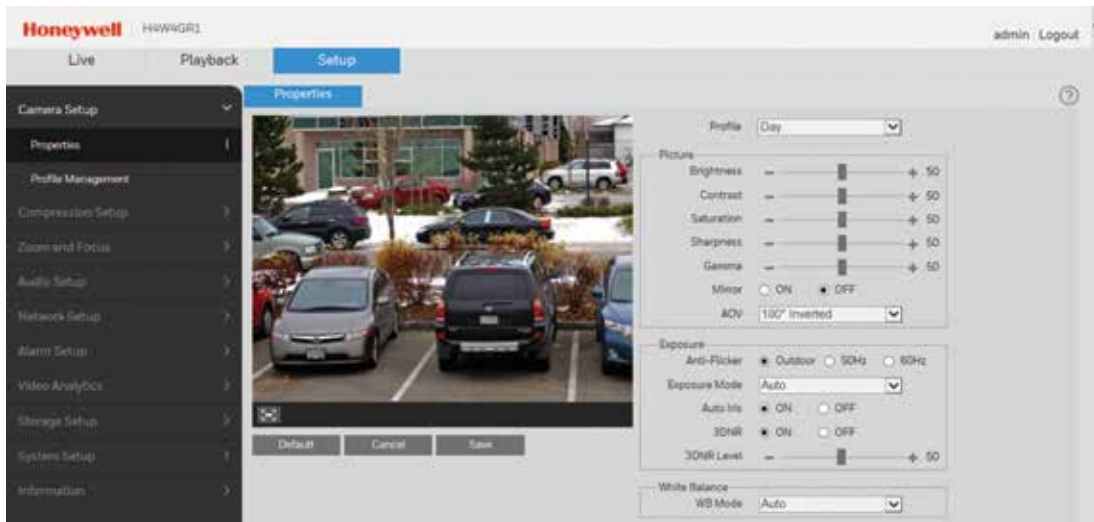 Honeywell H4W4GR1
admin Logout
Live Playback Setup
Camera Setup
Properties
Profile Management
Compression Setup
Zoom and Focus
Audio Setup
Network Setup
Alarm Setup
Video Analytics
Storage Setup
System Setup
Information
Properties
Default Cancel Save
Profile Day
Picture
Brightness - + 50
Contrast - + 50
Saturation - + 50
Sharpness - + 50
Gamma - + 50
Mirror ON OFF
AOV 180° Inverted
Exposure
Anti-Flicker Outdoor 50Hz 60Hz
Exposure Mode Auto
Auto Iris ON OFF
3DNR ON OFF
3DNR Level - + 50
White Balance
WB Mode Auto